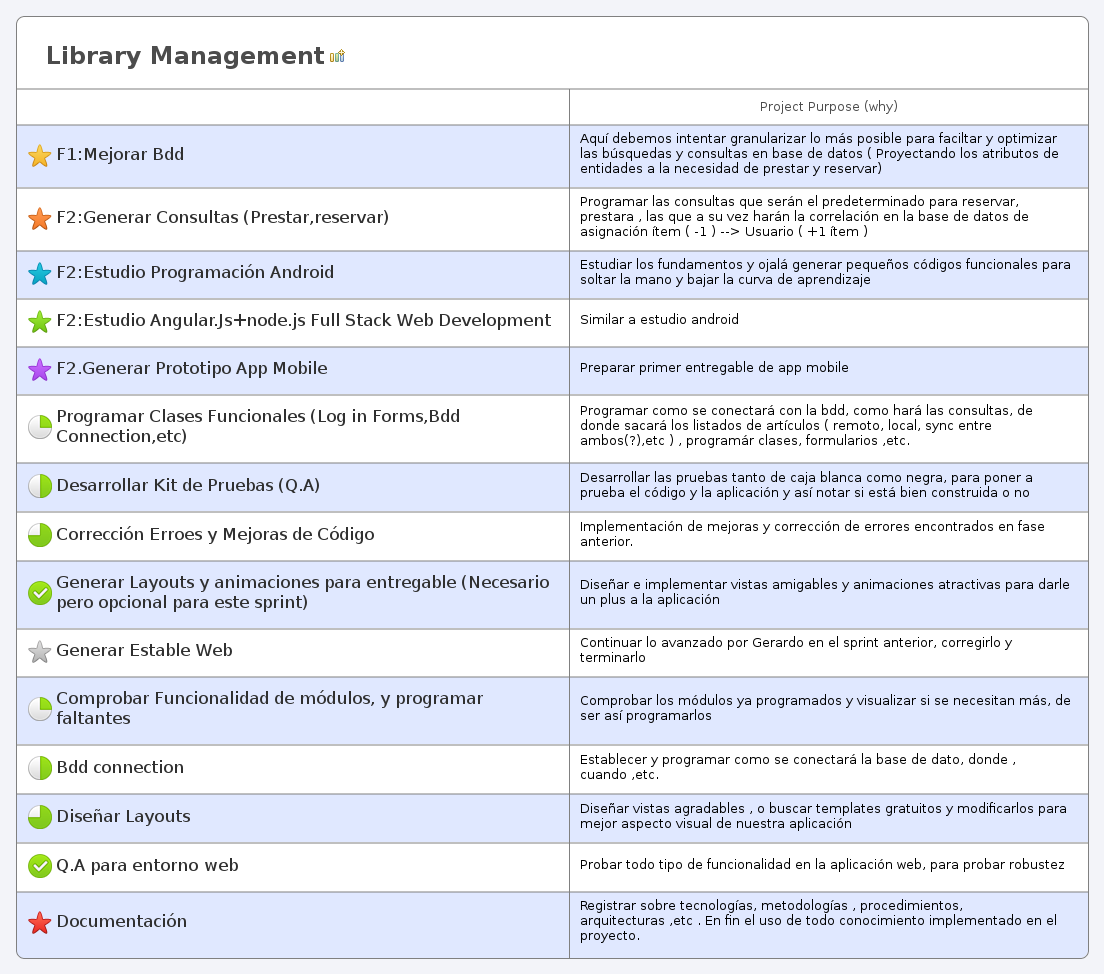 Library Management
Project Purpose (why)
F1:Mejorar Bdd
Aquí debemos intentar granularizar lo más posible para faciltar y optimizar
las búsquedas y consultas en base de datos ( Proyectando los atributos de
entidades a la necesidad de prestar y reservar)
F2:Generar Consultas (Prestar,reservar)
Programar las consultas que serán el predeterminado para reservar,
prestara , las que a su vez harán la correlación en la base de datos de
asignación ítem ( -1 ) --> Usuario ( +1 ítem )
F2:Estudio Programación Android
Estudiar los fundamentos y ojalá generar pequeños códigos funcionales para
soltar la mano y bajar la curva de aprendizaje
F2:Estudio Angular.Js+node.js Full Stack Web Development
Similar a estudio android
F2.Generar Prototipo App Mobile
Preparar primer entregable de app mobile
Programar Clases Funcionales (Log in Forms,Bdd
Connection,etc)
Programar como se conectará con la bdd, como hará las consultas, de
donde sacará los listados de artículos ( remoto, local, sync entre
ambos(?),etc ) , programár clases, formularios ,etc.
Desarrollar Kit de Pruebas (Q.A)
Desarrollar las pruebas tanto de caja blanca como negra, para poner a
prueba el código y la aplicación y así notar si está bien construida o no
Corrección Erroes y Mejoras de Código
Implementación de mejoras y corrección de errores encontrados en fase
anterior.
Generar Layouts y animaciones para entregable (Necesario
pero opcional para este sprint)
Diseñar e implementar vistas amigables y animaciones atractivas para darle
un plus a la aplicación
Generar Estable Web
Continuar lo avanzado por Gerardo en el sprint anterior, corregirlo y
terminarlo
Comprobar Funcionalidad de módulos, y programar
faltantes
Comprobar los módulos ya programados y visualizar si se necesitan más, de
ser así programarlos
Bdd connection
Establecer y programar como se conectará la base de dato, donde ,
cuando ,etc.
Diseñar Layouts
Diseñar vistas agradables , o buscar templates gratuitos y modificarlos para
mejor aspecto visual de nuestra aplicación
Q.A para entorno web
Probar todo tipo de funcionalidad en la aplicación web, para probar robustez
Documentación
Registrar sobre tecnologías, metodologías , procedimientos,
arquitecturas ,etc . En fin el uso de todo conocimiento implementado en el
proyecto.